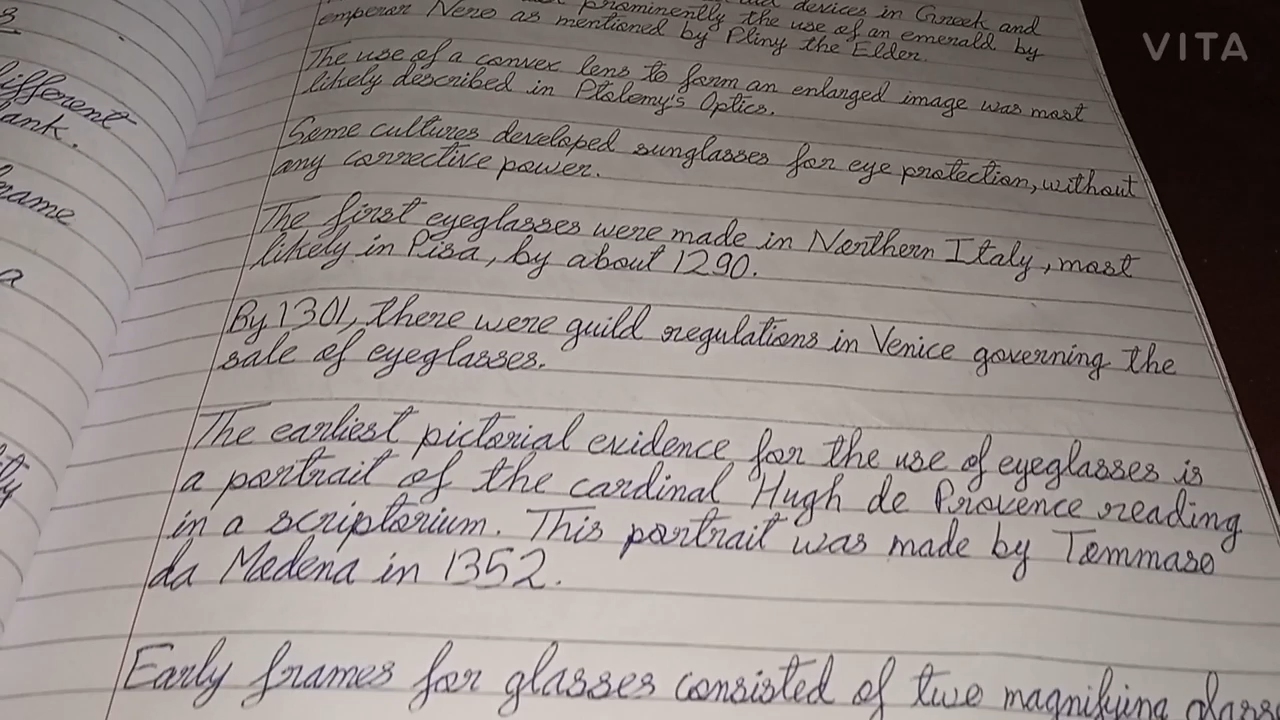 VITA
prominently the use of an emerald by
devices in Greek and
emperor Nero as mentioned by Pliny the Elder.
The use of a convex lens to form an enlarged image was most
likely described in Ptolemy's Optics.
Some cultures developed sunglasses for eye protection, without
any corrective power.
The first eyeglasses were made in Northern Italy, most
likely in Pisa, by about 1290.
By 1301, there were guild regulations in Venice governing the
sale of eyeglasses.
The earliest pictorial evidence for the use of eyeglasses is
a portrait of the cardinal Hugh de Provence reading
in a scriptorium. This portrait was made by Tommaso
da Modena in 1352.
Early frames for glasses consisted of two magnifying glass
different
ank.
name
a